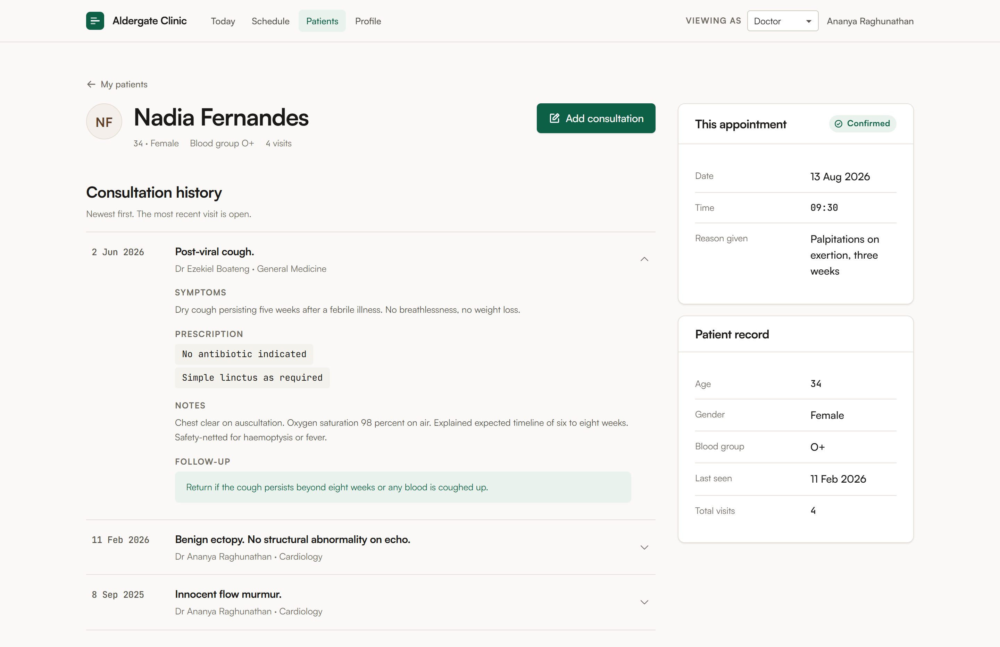 Aldergate Clinic
Today
Schedule
Patients
Profile
VIEWING AS
Doctor
Ananya Raghunathan
My patients
NF
Nadia Fernandes
34 · Female
Blood group O+
4 visits
Add consultation
Consultation history
Newest first. The most recent visit is open.
2 Jun 2026
Post-viral cough.
Dr Ezekiel Boateng · General Medicine
SYMPTOMS
Dry cough persisting five weeks after a febrile illness. No breathlessness, no weight loss.
PRESCRIPTION
No antibiotic indicated
Simple linctus as required
NOTES
Chest clear on auscultation. Oxygen saturation 98 percent on air. Explained expected timeline of six to eight weeks.
Safety-netted for haemoptysis or fever.
FOLLOW-UP
Return if the cough persists beyond eight weeks or any blood is coughed up.
11 Feb 2026
Benign ectopy. No structural abnormality on echo.
Dr Ananya Raghunathan · Cardiology
8 Sep 2025
Innocent flow murmur.
Dr Ananya Raghunathan · Cardiology
This appointment
Confirmed
Date
13 Aug 2026
Time
09:30
Reason given
Palpitations on
exertion, three
weeks
Patient record
Age
34
Gender
Female
Blood group
O+
Last seen
11 Feb 2026
Total visits
4